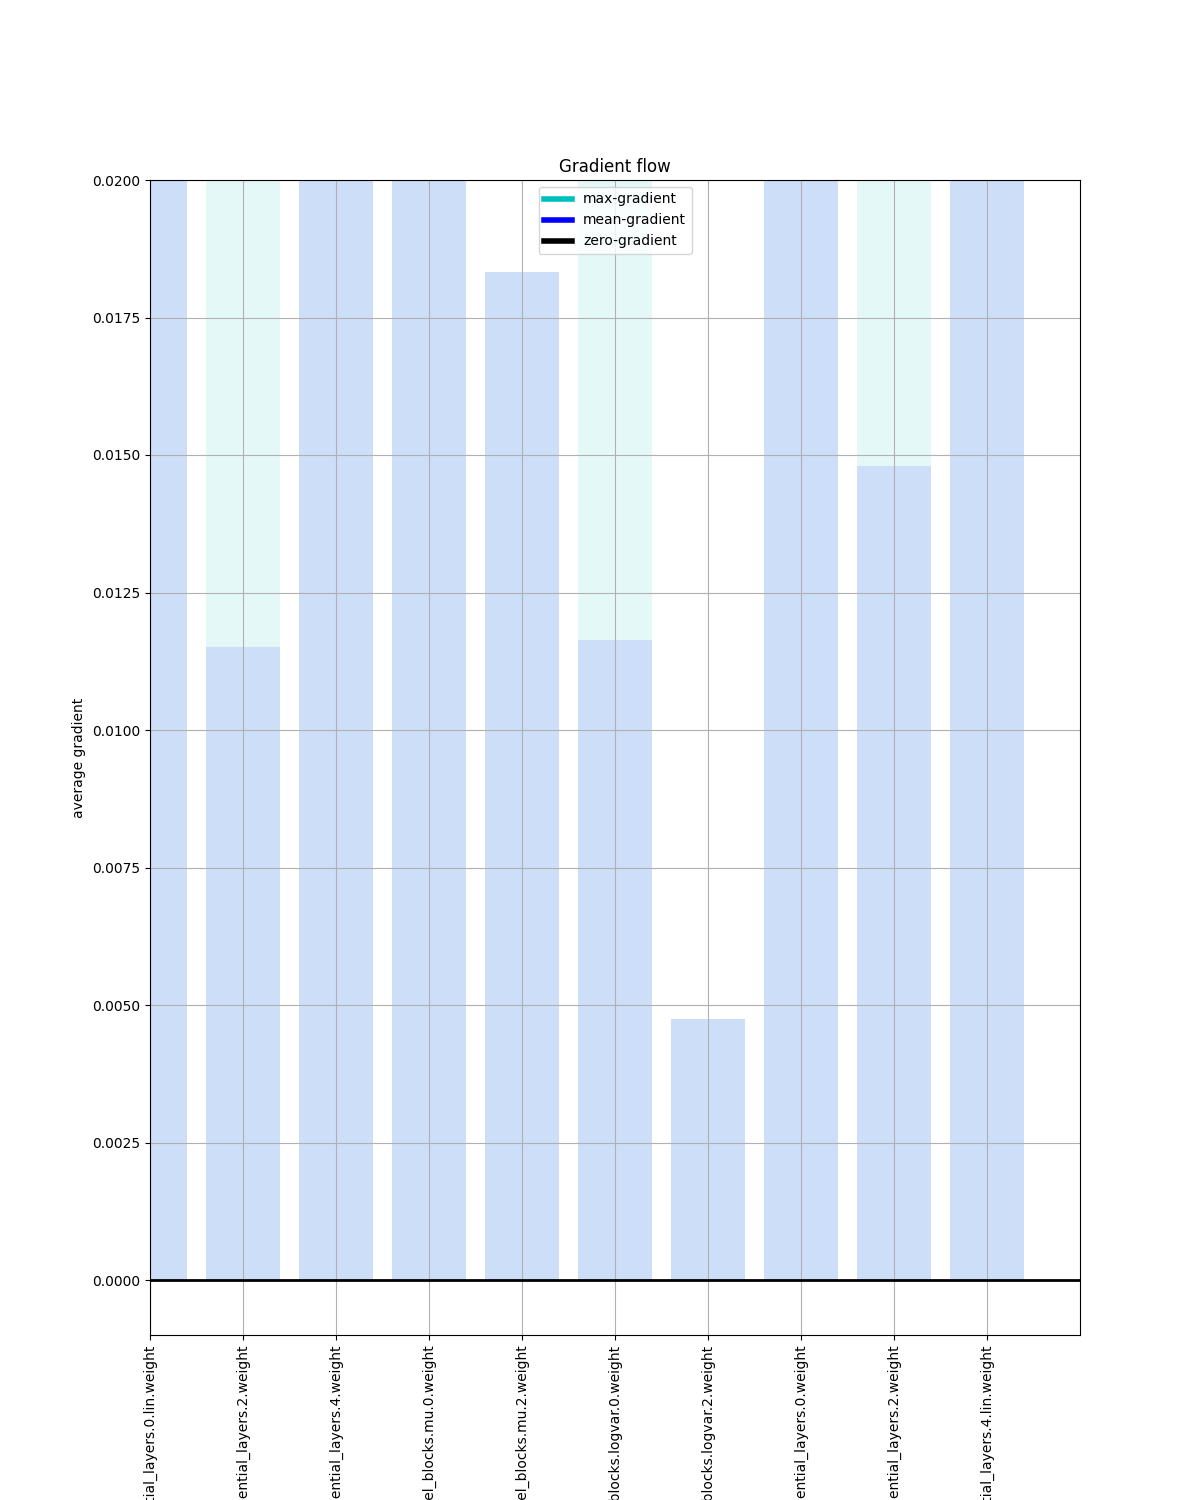 Gradient flow
max-gradient
mean-gradient
zero-gradient
0.0200
0.0175
0.0150
0.0125
0.0100
0.0075
0.0050
0.0025
0.0000
average gradient
tial_layers.0.lin.weight
ential_layers.2.weight
ential_layers.4.weight
el_blocks.mu.0.weight
el_blocks.mu.2.weight
blocks.logvar.0.weight
blocks.logvar.2.weight
ential_layers.0.weight
ential_layers.2.weight
tial_layers.4.lin.weight